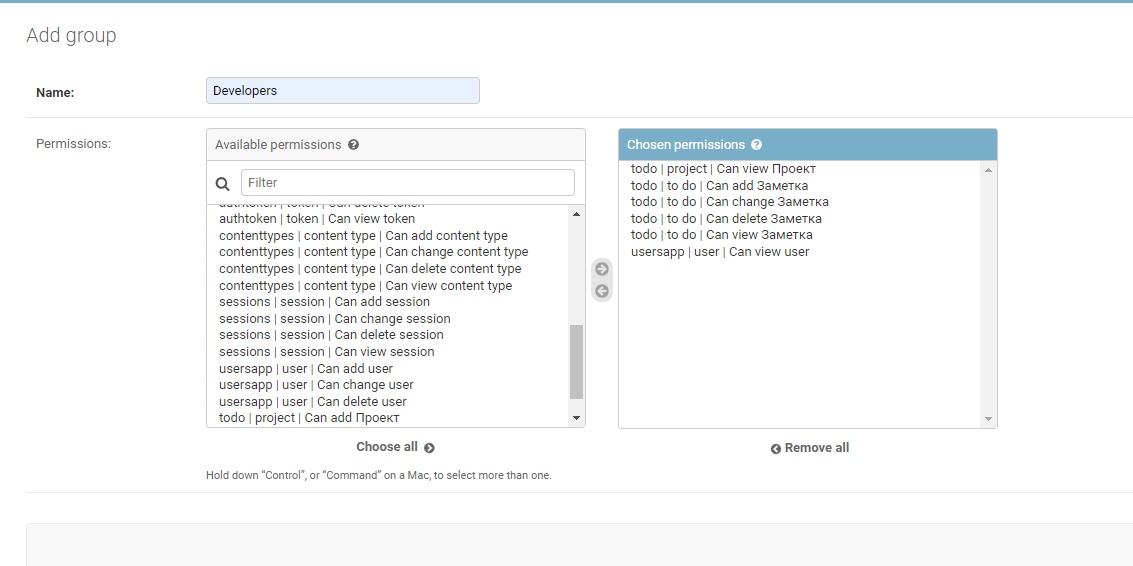 Add group
Name:
Developers
Permissions:
Available permissions
Filter
authtoken | token | Can delete token
authtoken | token | Can view token
contenttypes | content type | Can add content type
contenttypes | content type | Can change content type
contenttypes | content type | Can delete content type
contenttypes | content type | Can view content type
sessions | session | Can add session
sessions | session | Can change session
sessions | session | Can delete session
sessions | session | Can view session
usersapp | user | Can add user
usersapp | user | Can change user
usersapp | user | Can delete user
todo | project | Can add Проект
Choose all
Chosen permissions
todo | project | Can view Проект
todo | to do | Can add Заметка
todo | to do | Can change Заметка
todo | to do | Can delete Заметка
todo | to do | Can view Заметка
usersapp | user | Can view user
Remove all
Hold down “Control”, or “Command” on a Mac, to select more than one.